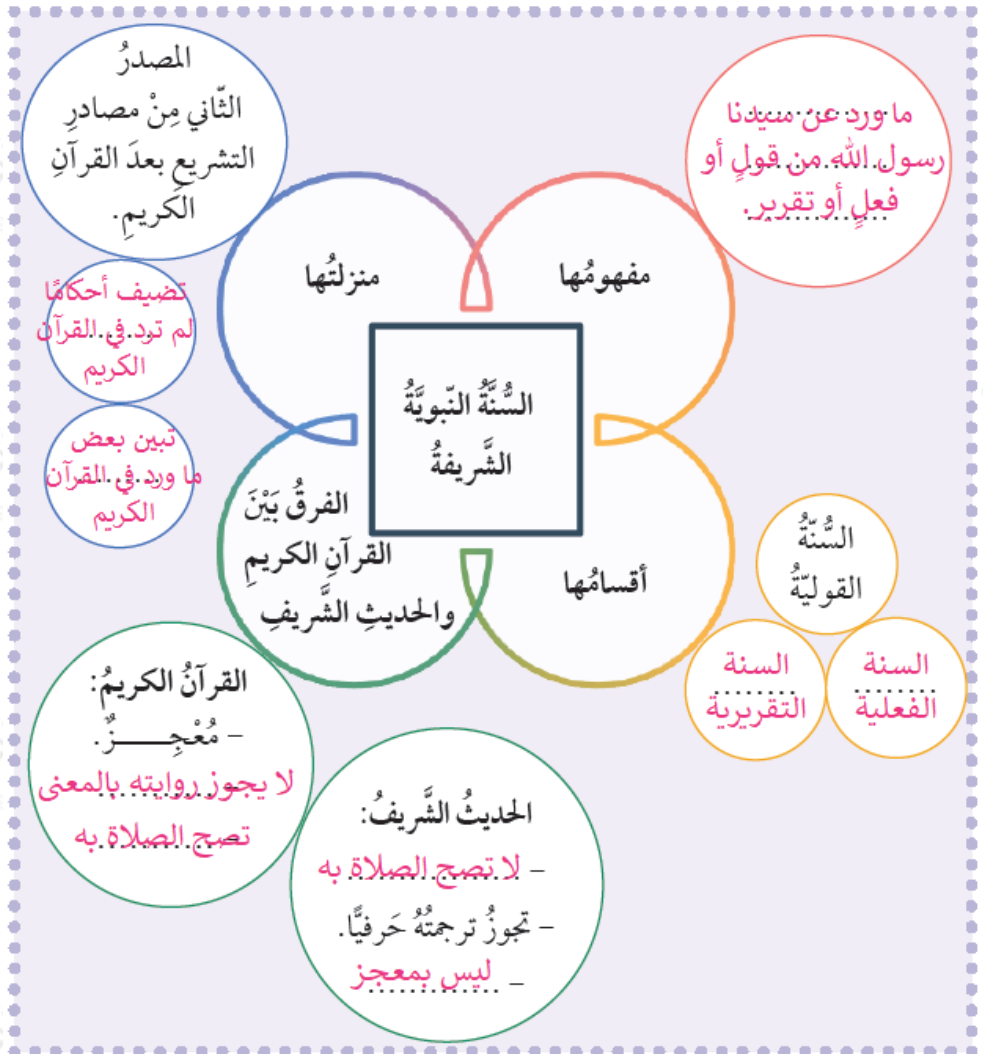 السُّنَّةُ النّبويَّةُ
الشَّريفةُ
مفهومُها
ما ورد عن سيدنا
رسول الله من قولٍ أو
فعلٍ أو تقرير.
منزلتُها
المصدرُ
الثّاني مِنْ مصادرِ
التشريعِ بعدَ القرآنِ
الكريمِ.
تضيف أحكامًا
لم ترد في القرآن
الكريم
تبين بعض
ما ورد في القرآن
الكريم
أقسامُها
السُّنّةُ
القوليّةُ
السنة
الفعلية
السنة
التقريرية
الفرقُ بَيْنَ
القرآنِ الكريمِ
والحديثِ الشَّريفِ
القرآنُ الكريمُ:
– مُعْجِـــــزٌ.
لا يجوز روايته بالمعنى
تصح الصلاة به
الحديثُ الشَّريفُ:
– لا تصح الصلاة به
– تجوزُ ترجمتُهُ حَرفيًّا.
– ليس بمعجز